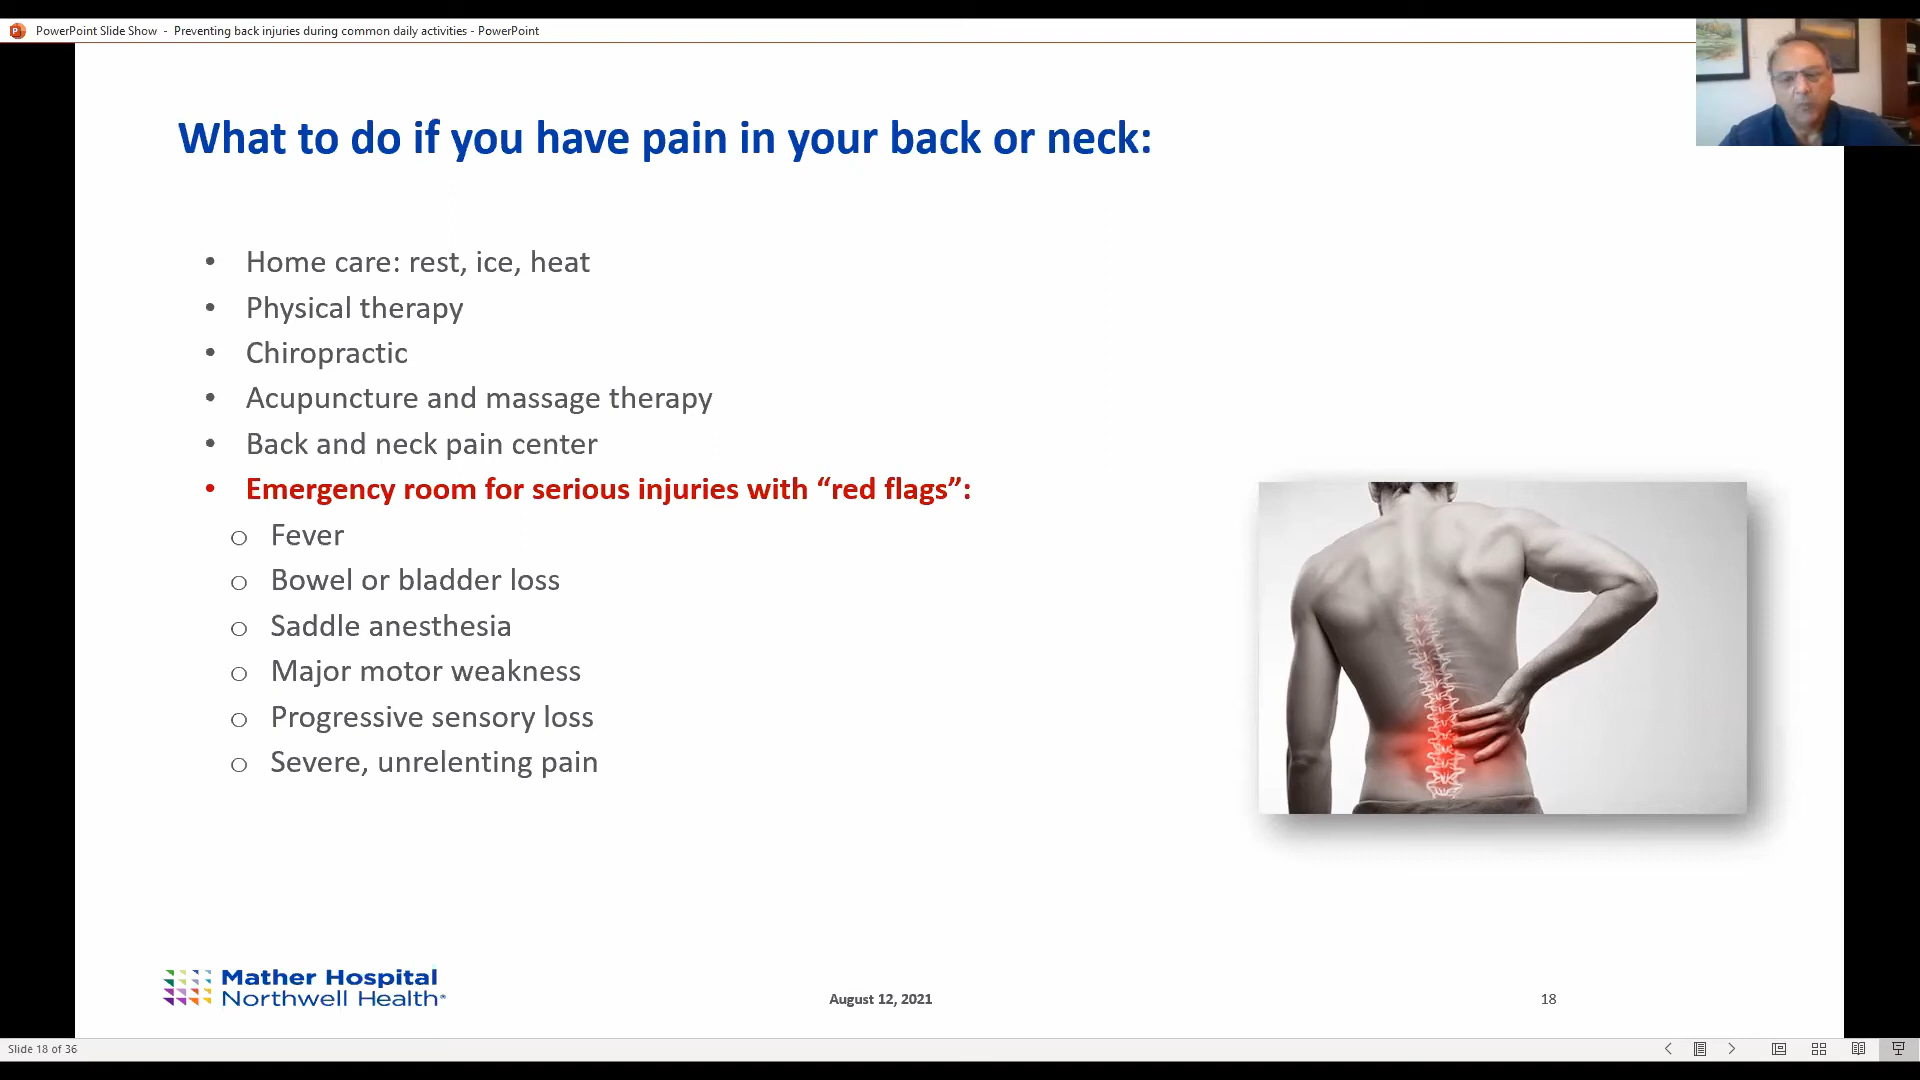 PowerPoint Slide Show - Preventing back injuries during common daily activities - PowerPoint
What to do if you have pain in your back or neck:
• Home care: rest, ice, heat
• Physical therapy
• Chiropractic
• Acupuncture and massage therapy
• Back and neck pain center
• Emergency room for serious injuries with “red flags”:
o Fever
o Bowel or bladder loss
o Saddle anesthesia
o Major motor weakness
o Progressive sensory loss
o Severe, unrelenting pain
Mather Hospital
Northwell Health®
August 12, 2021
18
Slide 18 of 36